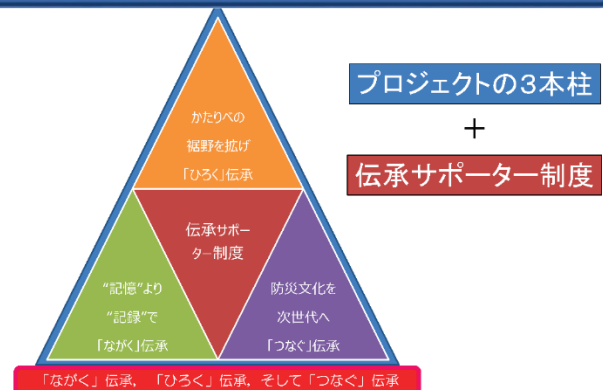 かたりべの
裾野を拡げ
「ひろく」伝承
プロジェクトの3本柱
+
伝承サポーター制度
伝承サポー
ター制度
“記憶”より
“記録”で
「ながく」伝承
防災文化を
次世代へ
「つなぐ」伝承
「ながく」伝承，「ひろく」伝承，そして「つなぐ」伝承